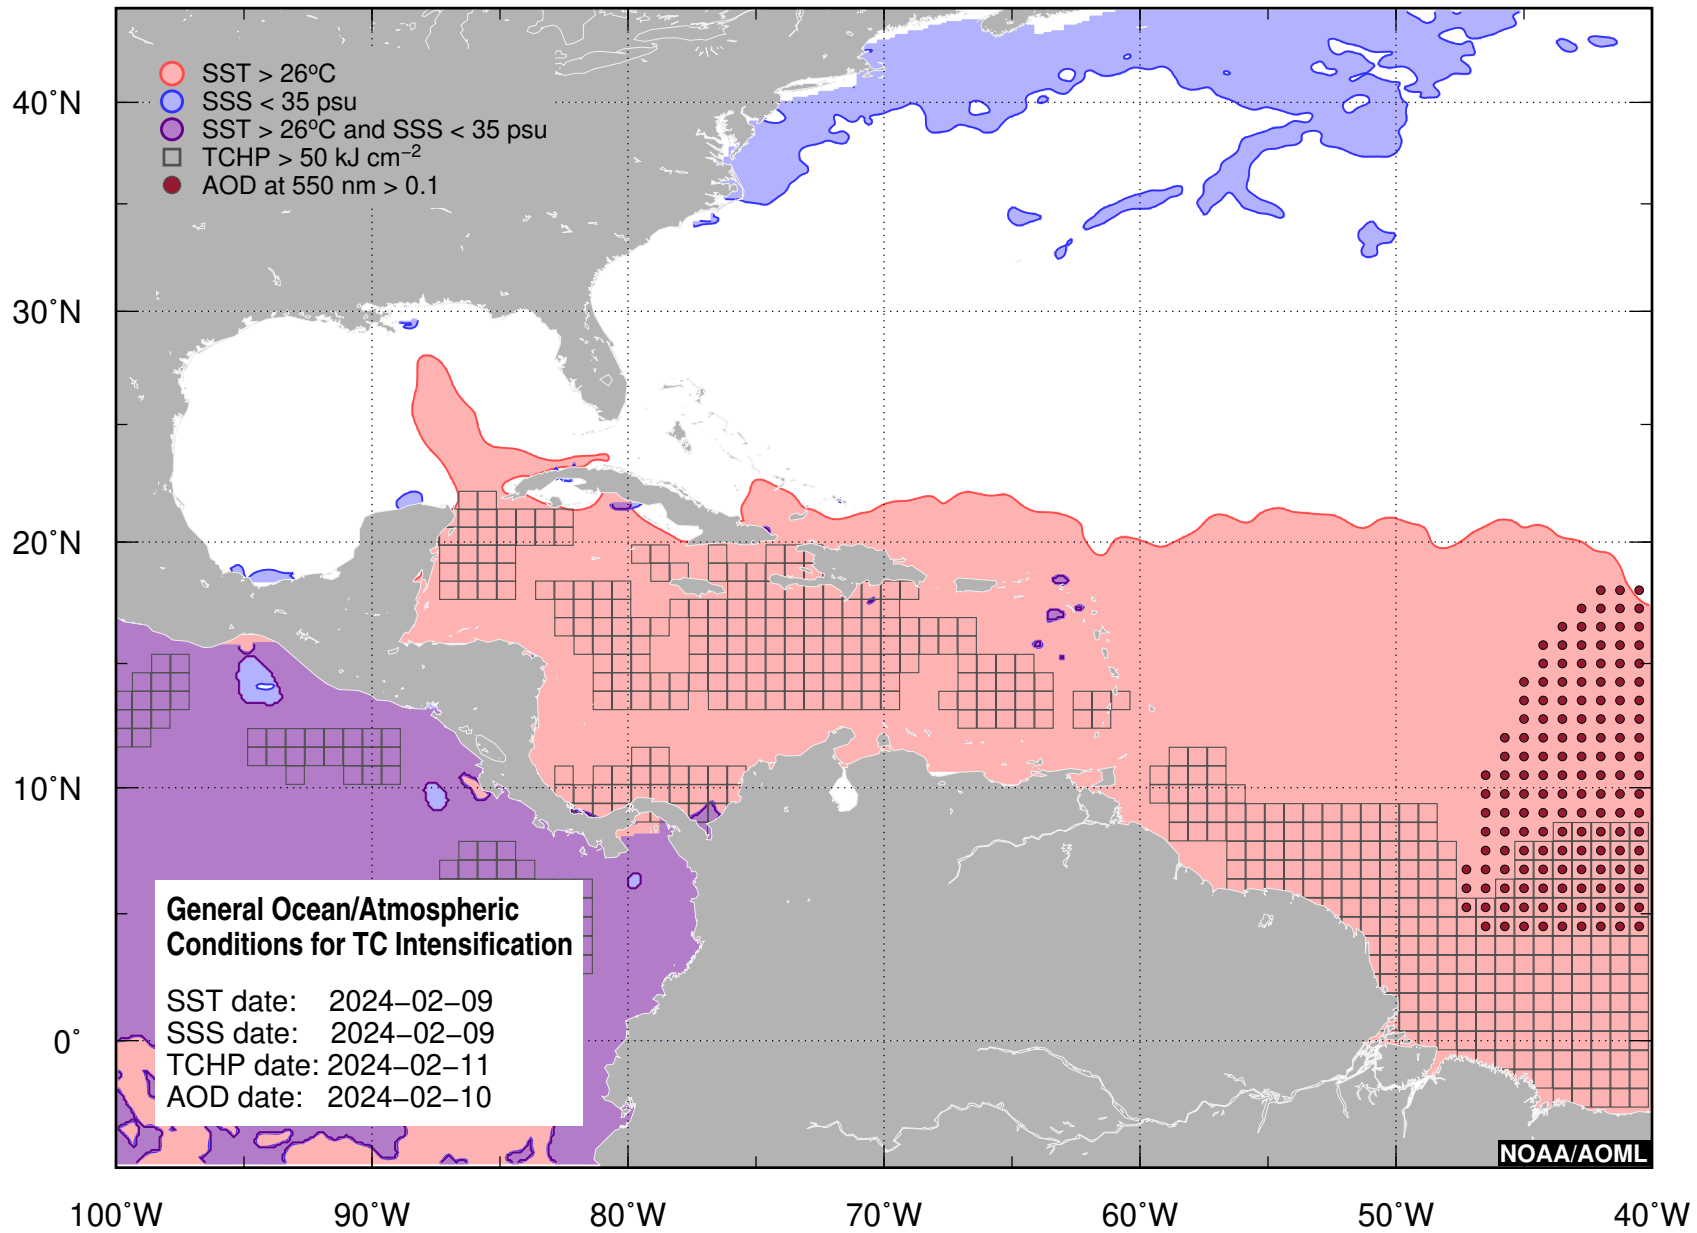 SST > 26°C
SSS < 35 psu
SST > 26°C and SSS < 35 psu
TCHP > 50 kJ cm⁻²
AOD at 550 nm > 0.1
40°N
30°N
20°N
10°N
0°
General Ocean/Atmospheric
Conditions for TC Intensification
SST date: 2024−02−09
SSS date: 2024−02−09
TCHP date: 2024−02−11
AOD date: 2024−02−10
NOAA/AOML
100°W 90°W 80°W 70°W 60°W 50°W 40°W